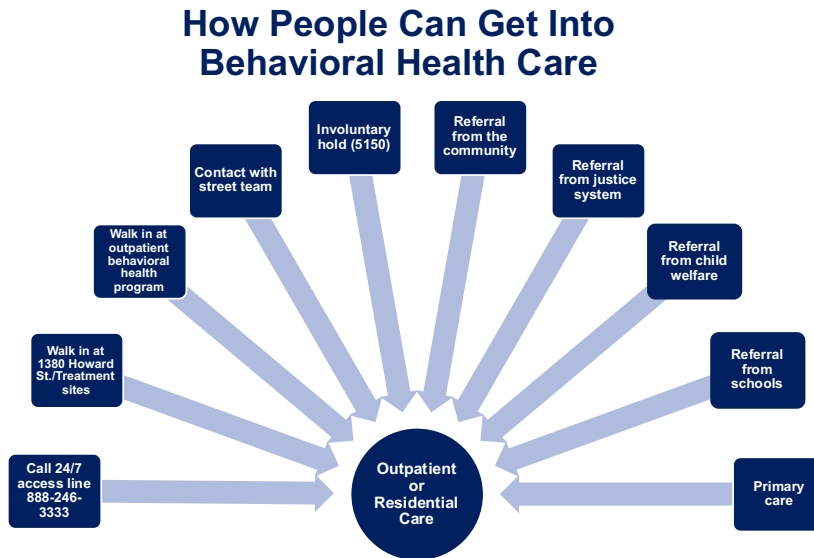 How People Can Get Into
Behavioral Health Care
Call 24/7
access line
888-246-
3333
Walk in at
1380 Howard
St./Treatment
sites
Walk in at
outpatient
behavioral
health
program
Contact with
street team
Involuntary
hold (5150)
Referral
from the
community
Referral
from justice
system
Referral
from child
welfare
Referral
from
schools
Primary
care
Outpatient
or
Residential
Care